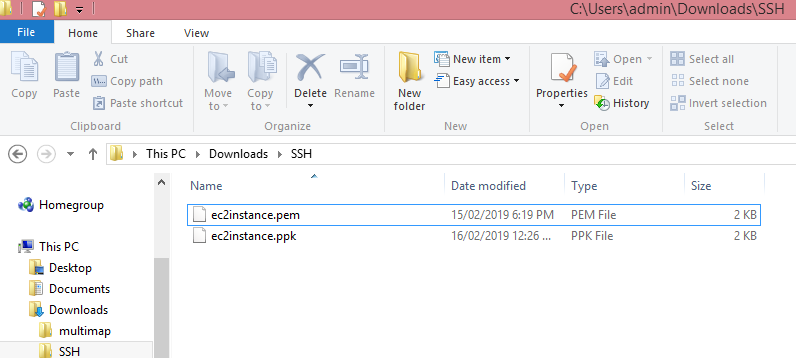 C:\Users\admin\Downloads\SSH
File Home Share View
Copy
Paste
Cut
Copy path
Paste shortcut
Clipboard
Move to
Copy to
Delete
Rename
Organize
New folder
New item
Easy access
New
Properties
Open
Edit
History
Open
Select all
Select none
Invert selection
Select
This PC Downloads SSH
Name Date modified Type Size
ec2instance.pem 15/02/2019 6:19 PM PEM File 2 KB
ec2instance.ppk 16/02/2019 12:26 ... PPK File 2 KB
Homegroup
This PC
Desktop
Documents
Downloads
multimap
SSH